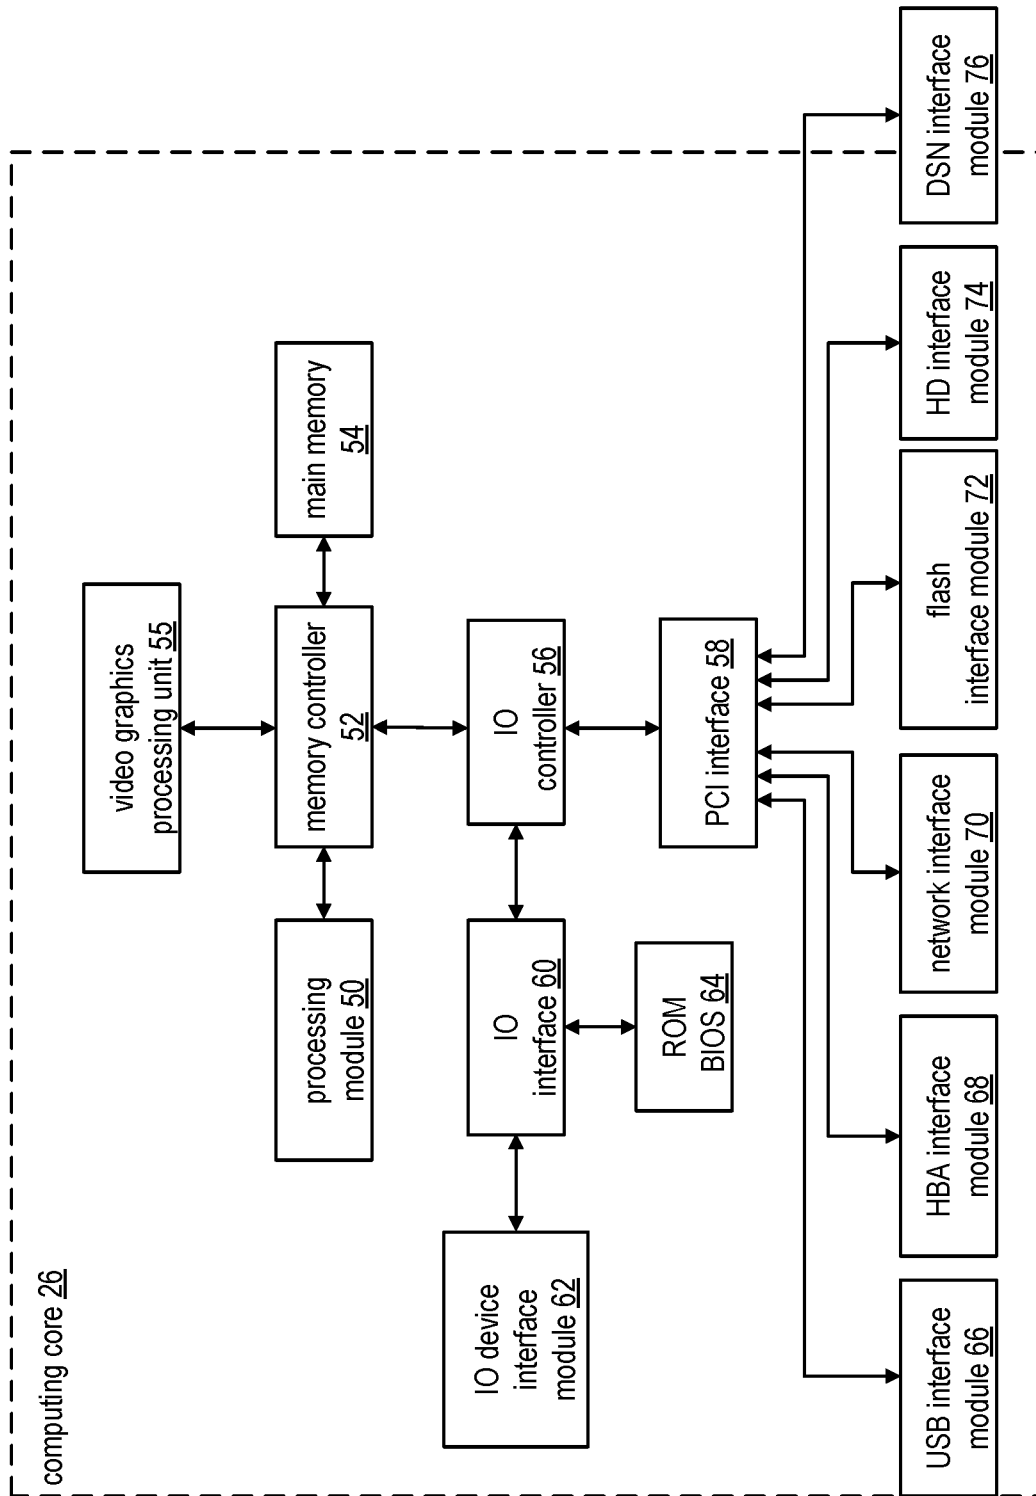 computing core 26
video graphics
processing unit 55
processing
module 50
memory controller
52
main memory
54
IO device
interface
module 62
IO
interface 60
IO
controller 56
ROM
BIOS 64
PCI interface 58
USB interface
module 66
HBA interface
module 68
network interface
module 70
flash
interface module 72
HD interface
module 74
DSN interface
module 76